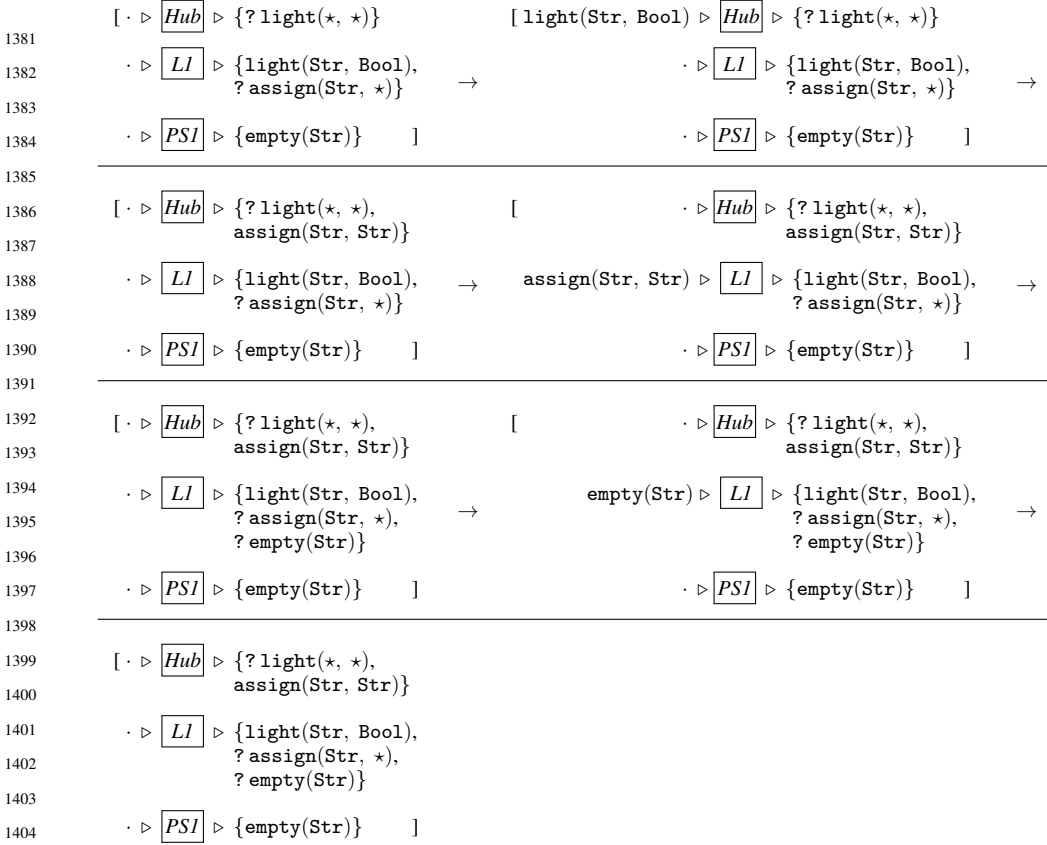 [ · ▹ Hub ▹ {? light(⋆, ⋆)} [ light(Str, Bool) ▹ Hub ▹ {? light(⋆, ⋆)}
1381
1382 · ▹ L1 ▹ {light(Str, Bool), → · ▹ L1 ▹ {light(Str, Bool), →
? assign(Str, ⋆)} ? assign(Str, ⋆)}
1383
1384 · ▹ PS1 ▹ {empty(Str)} ] · ▹ PS1 ▹ {empty(Str)} ]
1385
1386 [ · ▹ Hub ▹ {? light(⋆, ⋆), [ · ▹ Hub ▹ {? light(⋆, ⋆),
assign(Str, Str)} assign(Str, Str)}
1387
1388 · ▹ L1 ▹ {light(Str, Bool), → assign(Str, Str) ▹ L1 ▹ {light(Str, Bool), →
1389 ? assign(Str, ⋆)} ? assign(Str, ⋆)}
1390 · ▹ PS1 ▹ {empty(Str)} ] · ▹ PS1 ▹ {empty(Str)} ]
1391
1392 [ · ▹ Hub ▹ {? light(⋆, ⋆), [ · ▹ Hub ▹ {? light(⋆, ⋆),
1393 assign(Str, Str)} assign(Str, Str)}
1394 · ▹ L1 ▹ {light(Str, Bool), → empty(Str) ▹ L1 ▹ {light(Str, Bool), →
1395 ? assign(Str, ⋆), ? assign(Str, ⋆),
1396 ? empty(Str)} ? empty(Str)}
1397 · ▹ PS1 ▹ {empty(Str)} ] · ▹ PS1 ▹ {empty(Str)} ]
1398
1399 [ · ▹ Hub ▹ {? light(⋆, ⋆),
1400 assign(Str, Str)}
1401 · ▹ L1 ▹ {light(Str, Bool),
1402 ? assign(Str, ⋆),
? empty(Str)}
1403
1404 · ▹ PS1 ▹ {empty(Str)} ]